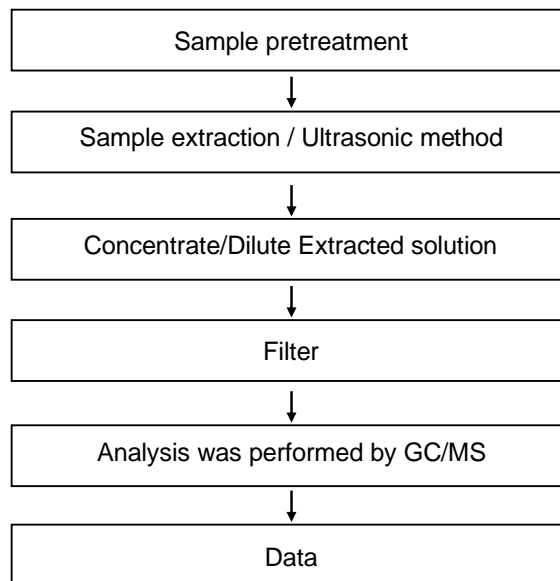 Sample pretreatment
Sample extraction / Ultrasonic method
Concentrate/Dilute Extracted solution
Filter
Analysis was performed by GC/MS
Data